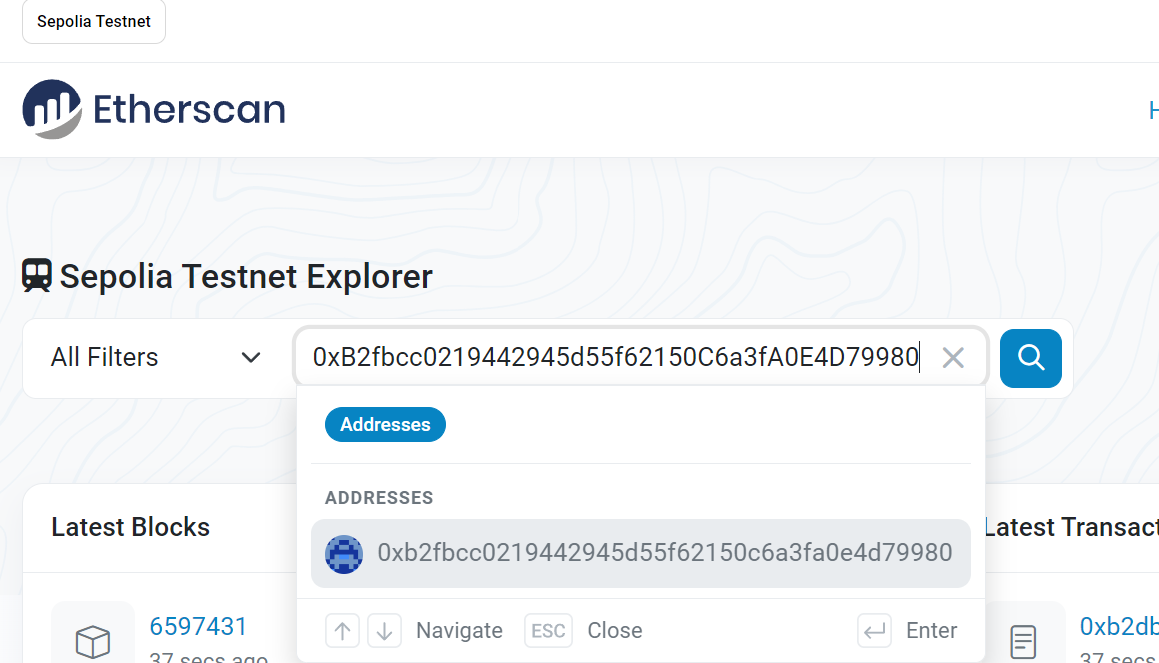 Sepolia Testnet
Etherscan
Sepolia Testnet Explorer
All Filters
0xB2fbcc0219442945d55f62150C6a3fA0E4D79980
Addresses
ADDRESSES
0xb2fbcc0219442945d55f62150c6a3fa0e4d79980
Navigate ESC Close Enter
Latest Blocks
6597431
37 secs ago
Latest Transact
0xb2db
37 secs